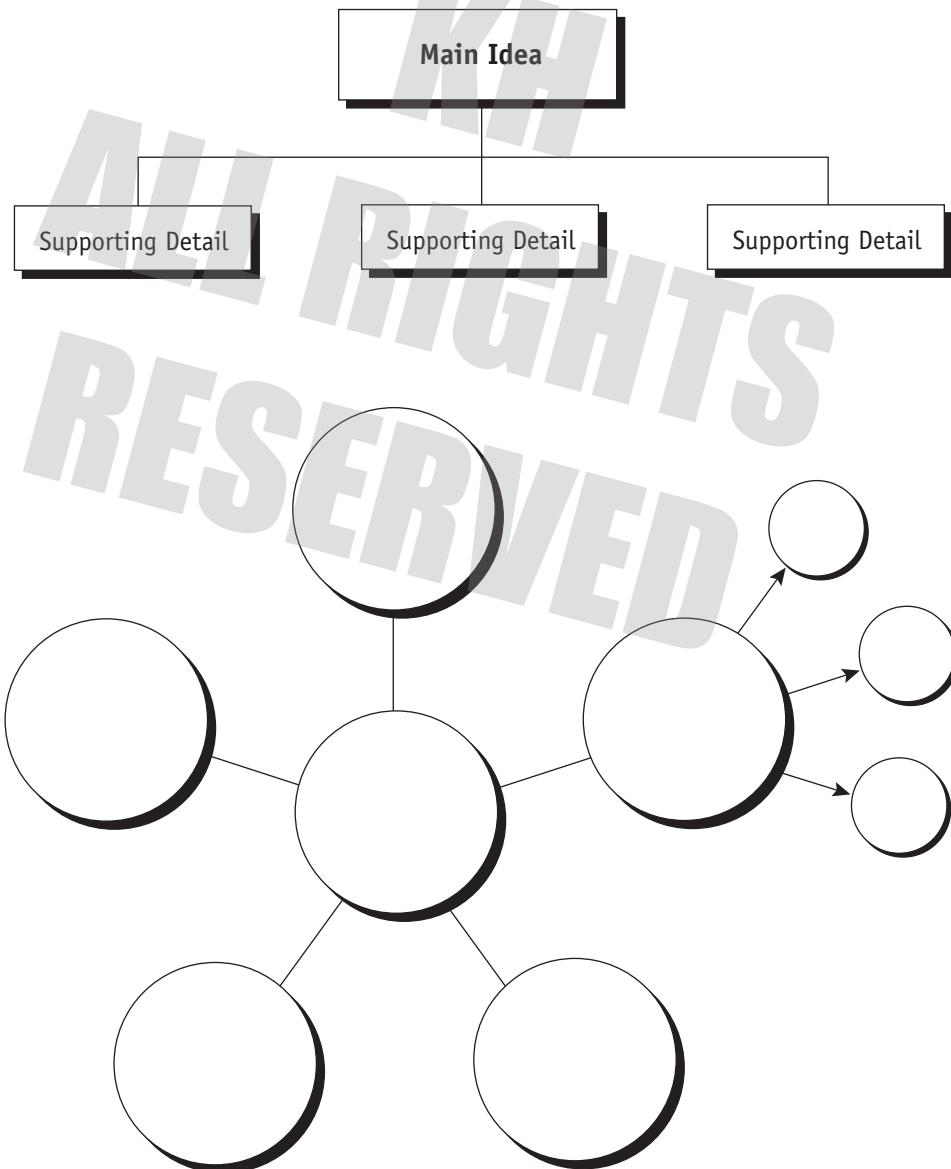 KH
Main Idea
ALL RIGHTS
Supporting Detail Supporting Detail Supporting Detail
RESERVED